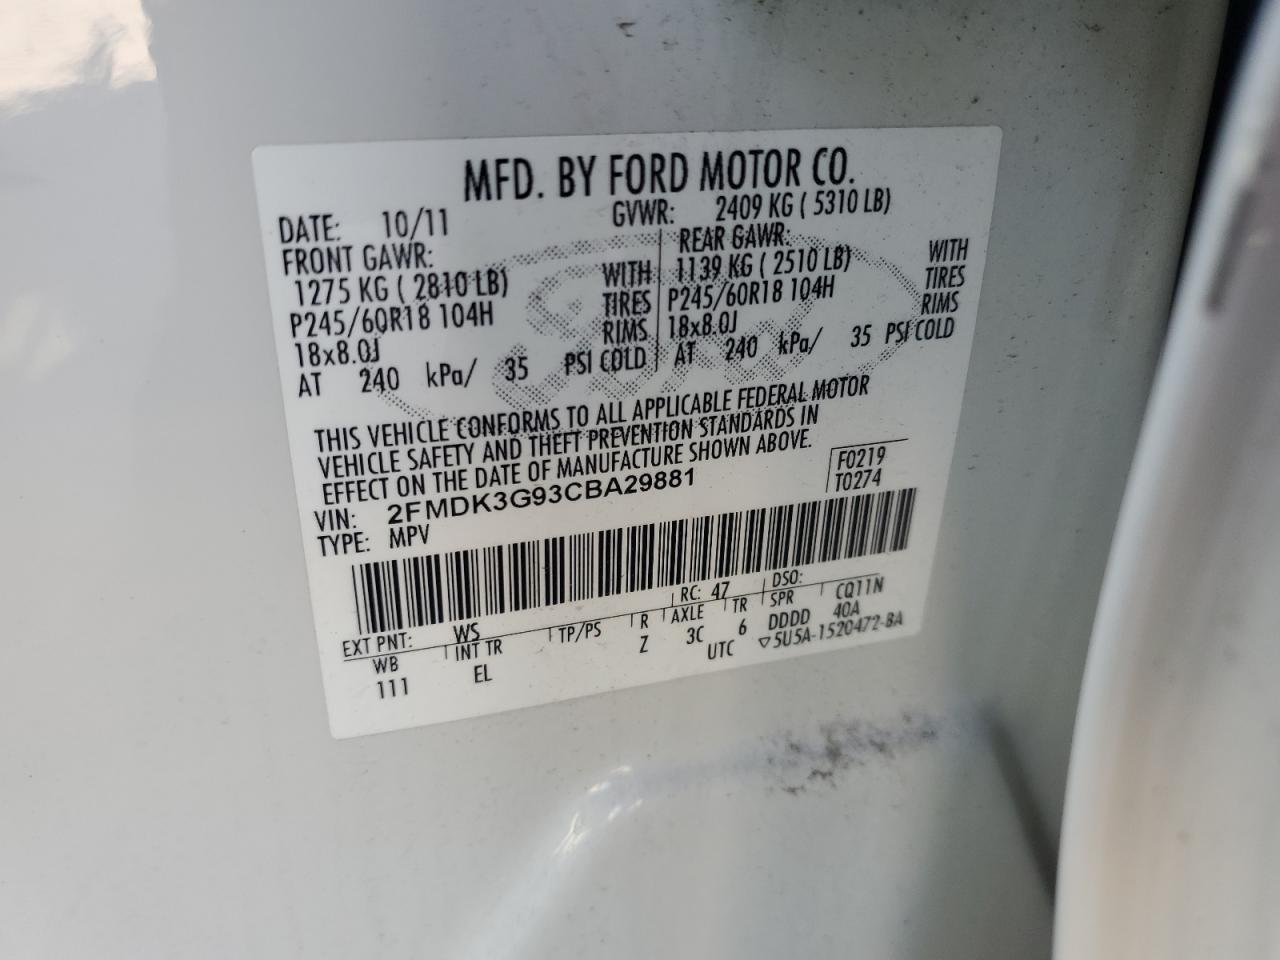 MFD. BY FORD MOTOR CO.
DATE: 10/11 GVWR: 2409 KG ( 5310 LB)
FRONT GAWR: REAR GAWR:
1275 KG ( 2810 LB) WITH 1139 KG ( 2510 LB) WITH
P245/60R18 104H TIRES P245/60R18 104H TIRES
18x8.0J RIMS 18x8.0J RIMS
AT 240 kPa/ 35 PSI COLD AT 240 kPa/ 35 PSI COLD
THIS VEHICLE CONFORMS TO ALL APPLICABLE FEDERAL MOTOR
VEHICLE SAFETY AND THEFT PREVENTION STANDARDS IN
EFFECT ON THE DATE OF MANUFACTURE SHOWN ABOVE.
VIN: 2FMDK3G93CBA29881 F0219
TYPE: MPV T0274
EXT PNT: WS RC: 47 DSO:
WB INT TR TP/PS R AXLE TR SPR CQ11N
111 EL Z 3C 6 DDDD 40A
UTC ▽5U5A-1520472-BA